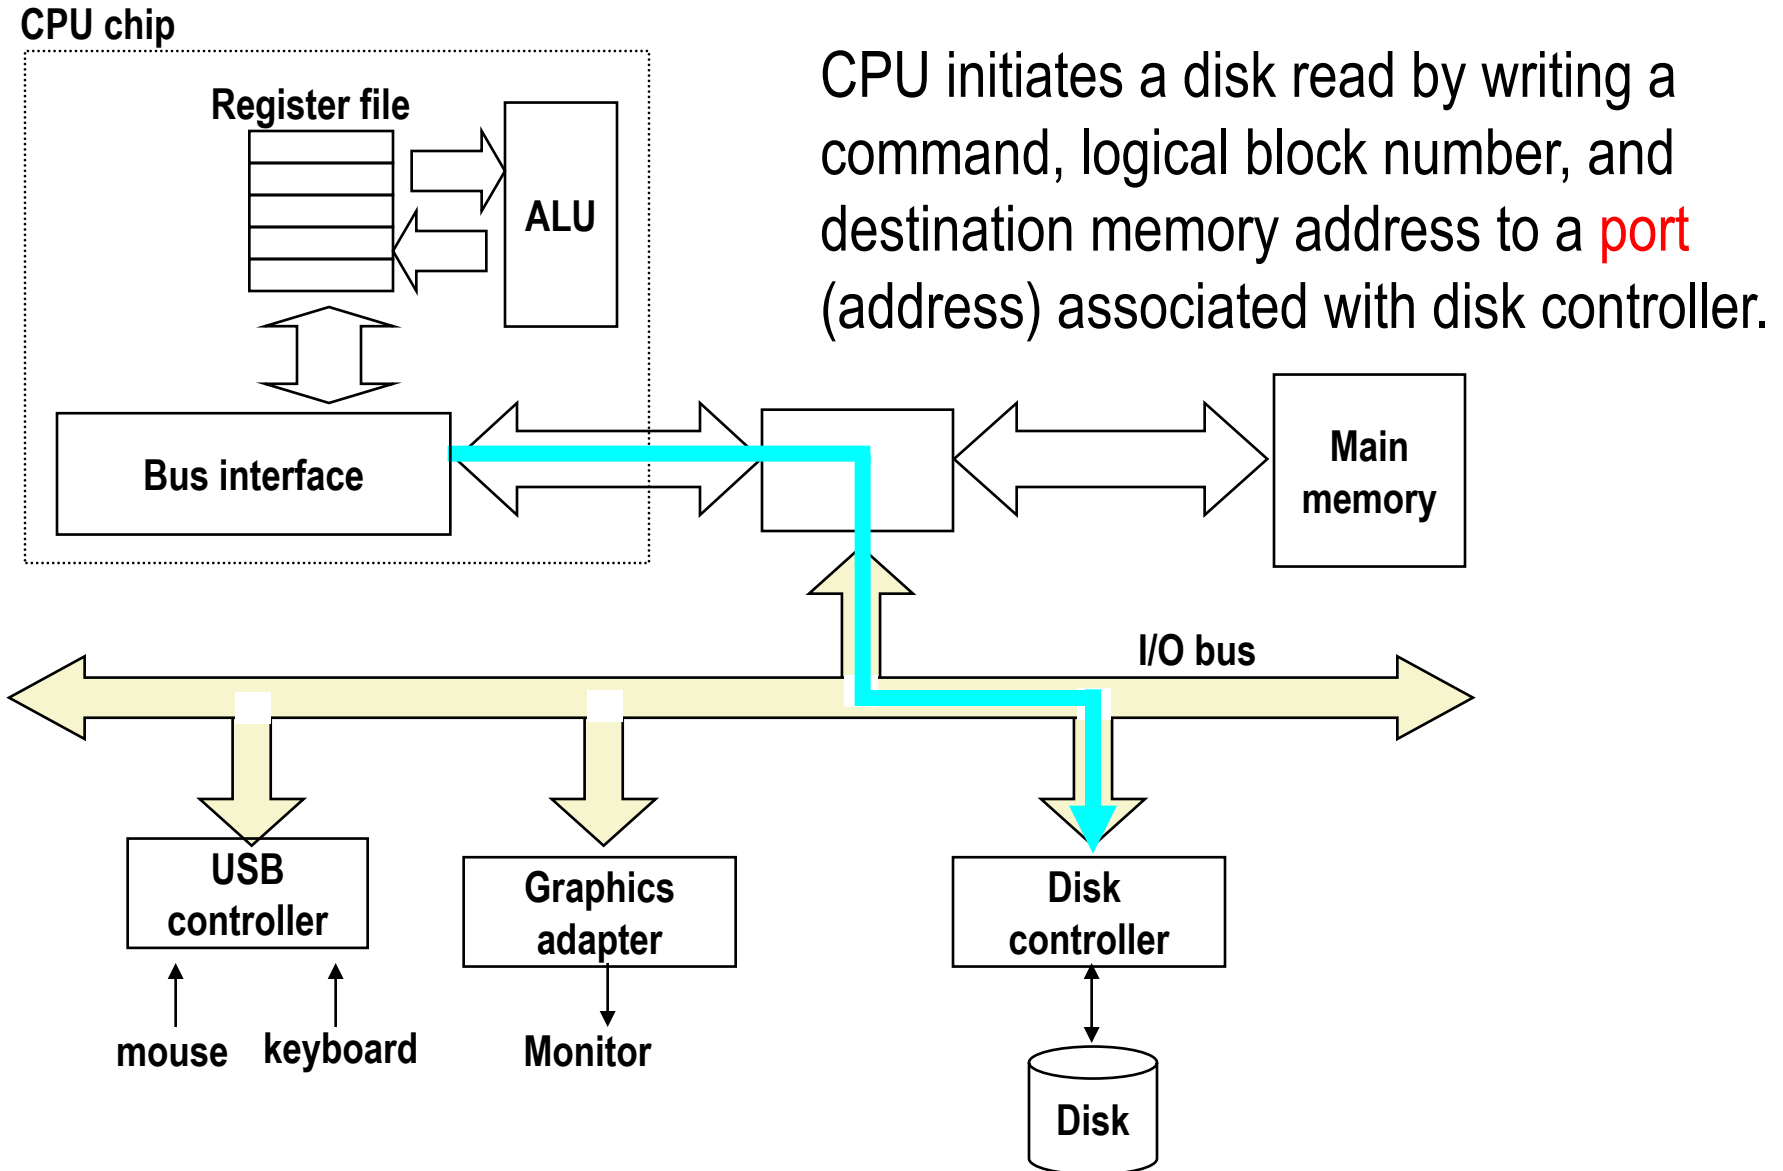 CPU chip
CPU initiates a disk read by writing a
command, logical block number, and
destination memory address to a port
(address) associated with disk controller.
Register file
ALU
Bus interface
Main
memory
I/O bus
USB
controller
Graphics
adapter
Disk
controller
mouse
keyboard
Monitor
Disk